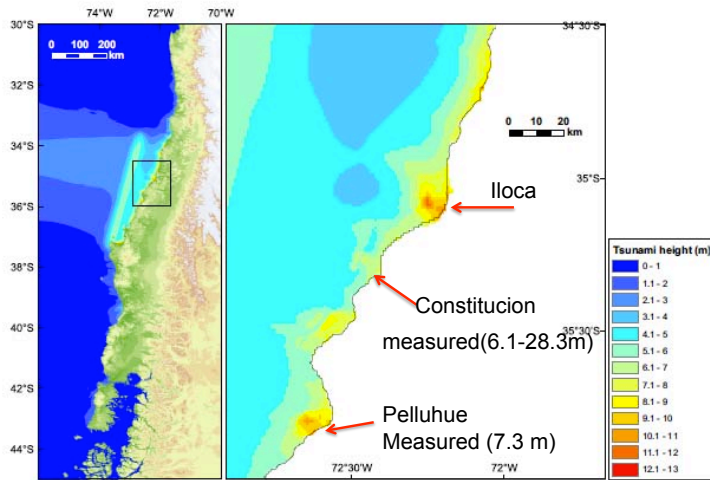 74°W 72°W 70°W
30°S
32°S
34°S
36°S
38°S
40°S
42°S
44°S
0 100 200
km
34°30'S
0 10 20
km
35°S
Iloca
Constitucion
measured(6.1-28.3m)
35°30'S
Pelluhue
Measured (7.3 m)
72°30'W 72°W
Tsunami height (m)
0 - 1
1.1 - 2
2.1 - 3
3.1 - 4
4.1 - 5
5.1 - 6
6.1 - 7
7.1 - 8
8.1 - 9
9.1 - 10
10.1 - 11
11.1 - 12
12.1 - 13